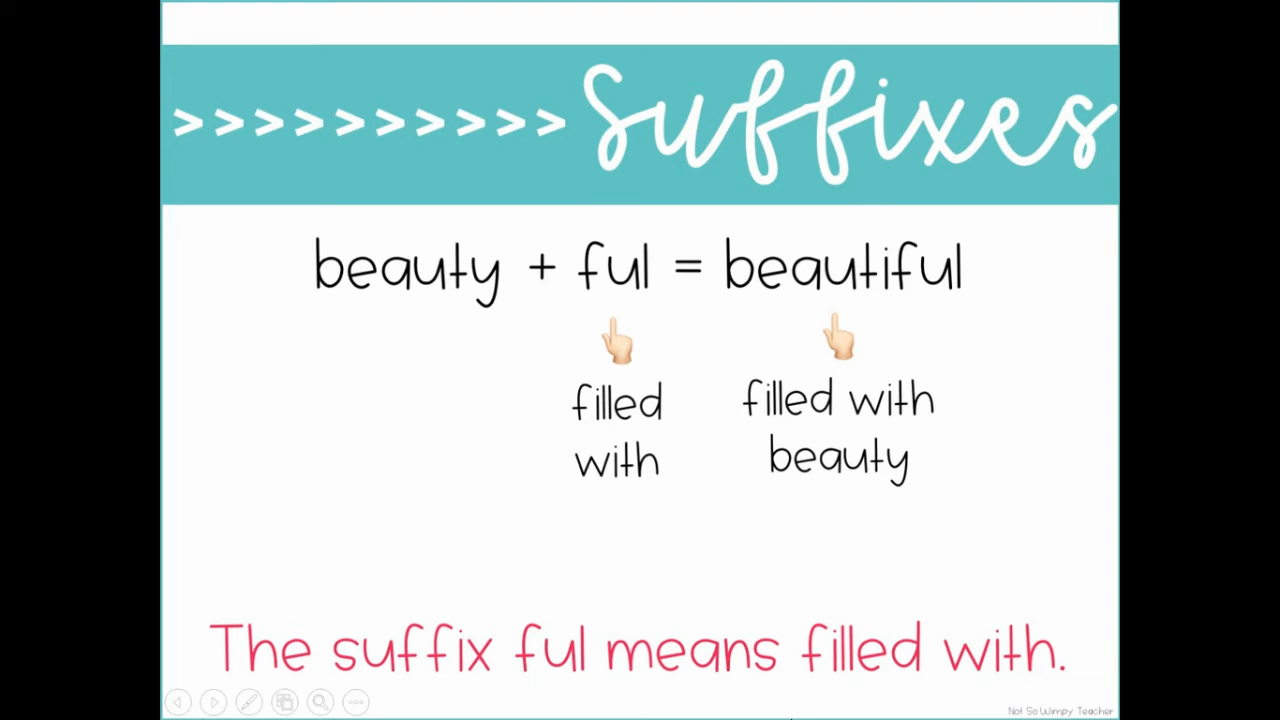 >>>>>>>>>> Suffixes
beauty + ful = beautiful
filled with
filled with beauty
The suffix ful means filled with.
Not So Wimpy Teacher